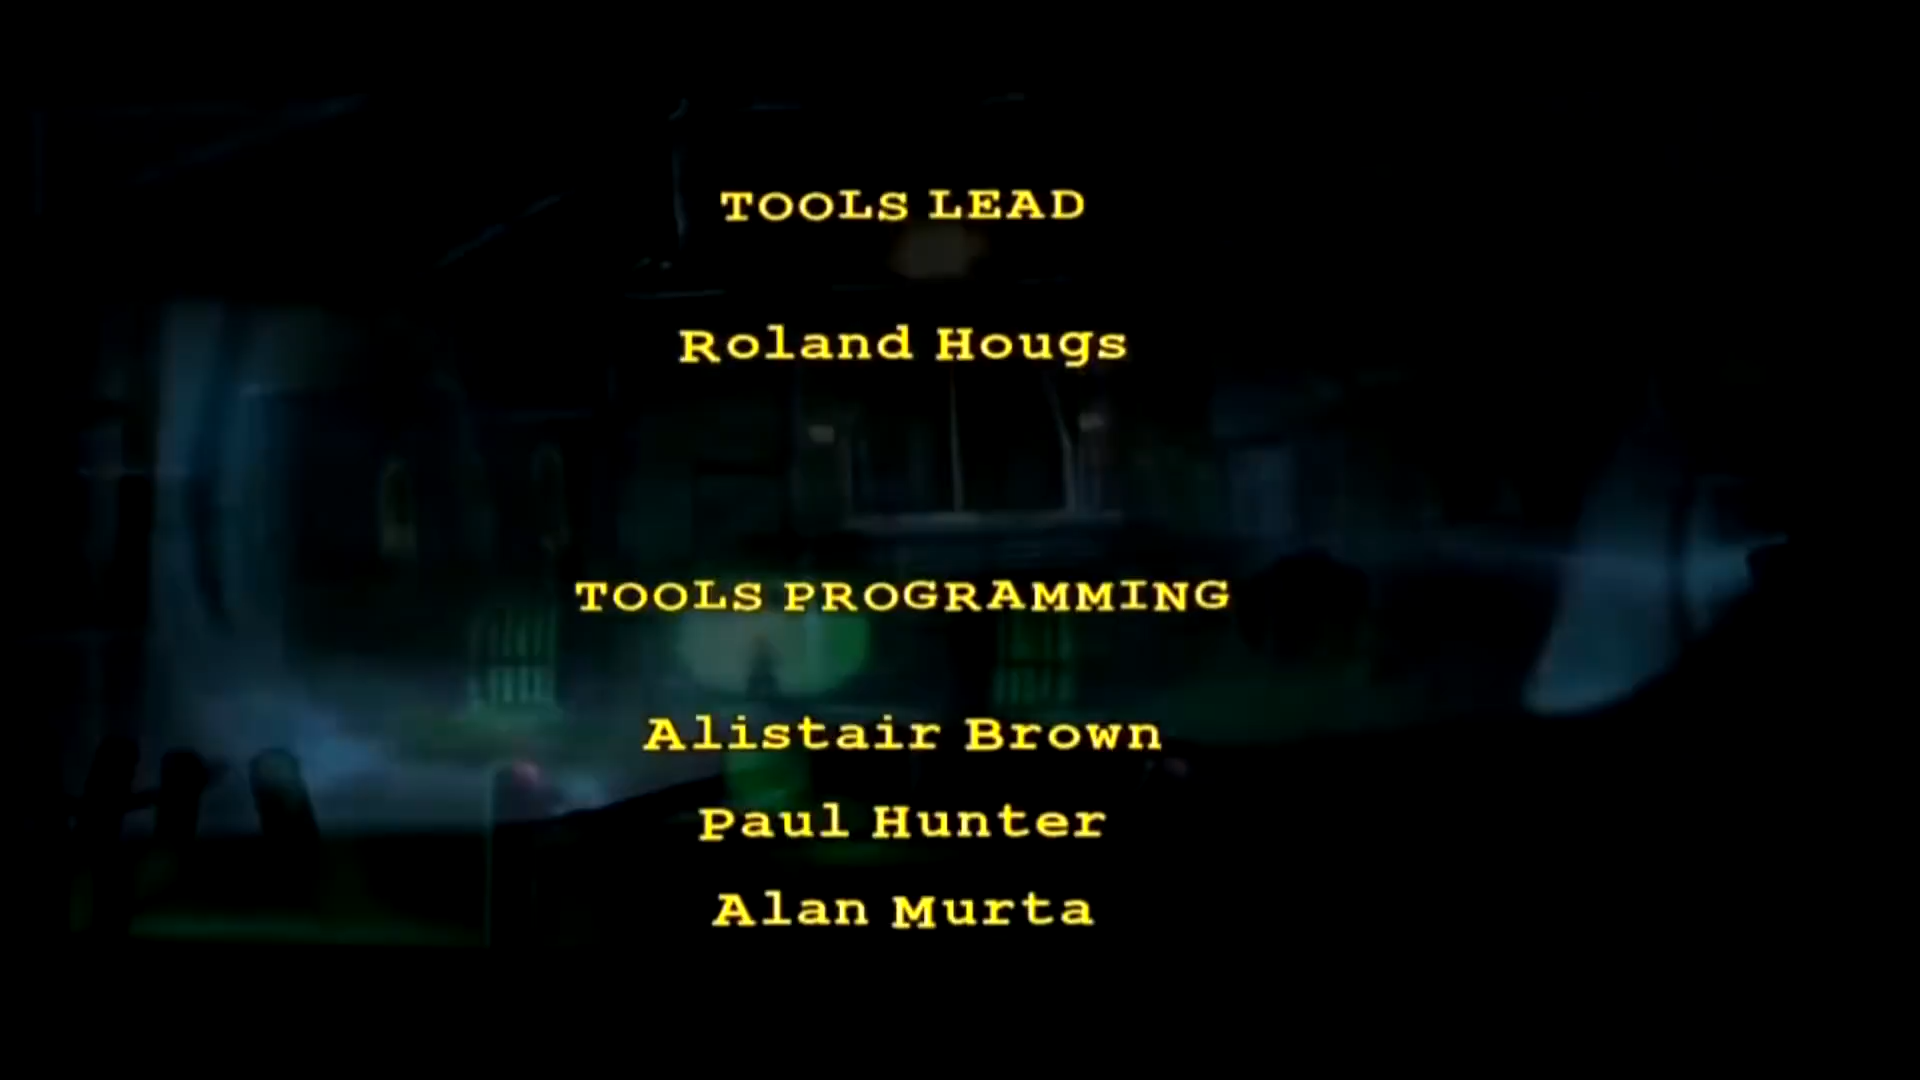 TOOLS LEAD
Roland Hougs
TOOLS PROGRAMMING
Alistair Brown
Paul Hunter
Alan Murta